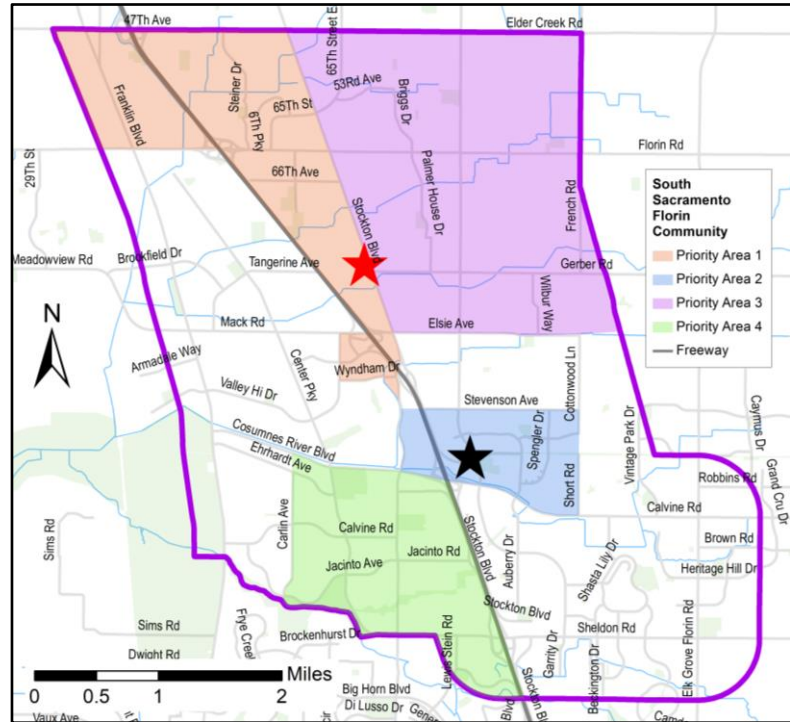 47Th Ave
Elder Creek Rd
65Th Street E
Steiner Dr
53Rd Ave
Franklin Blvd
6Th Pky
65Th St
Briggs Dr
29Th St
Florin Rd
66Th Ave
Palmer House Dr
South
Sacramento
Florin
Community
Priority Area 1
Priority Area 2
Priority Area 3
Priority Area 4
Freeway
French Rd
Stockton Blvd
Meadowview Rd
Brookfield Dr
Tangerine Ave
Gerber Rd
Wilbur Way
N
Mack Rd
Elsie Ave
Armadale Way
Center Pky
Wyndham Dr
Valley Hi Dr
Cottonwood Ln
Stevenson Ave
Cosumnes River Blvd
Ehrhardt Ave
Spengler Dr
Short Rd
Vintage Park Dr
Caymus Dr
Robbins Rd
Grand Cru Dr
Calvine Rd
Carlin Ave
Calvine Rd
Stockton Blvd
Auberry Dr
Brown Rd
Sims Rd
Jacinto Rd
Jacinto Ave
Shasta Lily Dr
Heritage Hill Dr
Stockton Blvd
Sims Rd
Frye Creek
Brockenhurst Dr
Lewis Stein Rd
Garrity Dr
Sheldon Rd
Beckington Dr
Elk Grove Florin Rd
Dwight Rd
Miles
0 0.5 1 2
Big Horn Blvd
Di Lusso Dr
Stockton Blvd
Vaux Ave